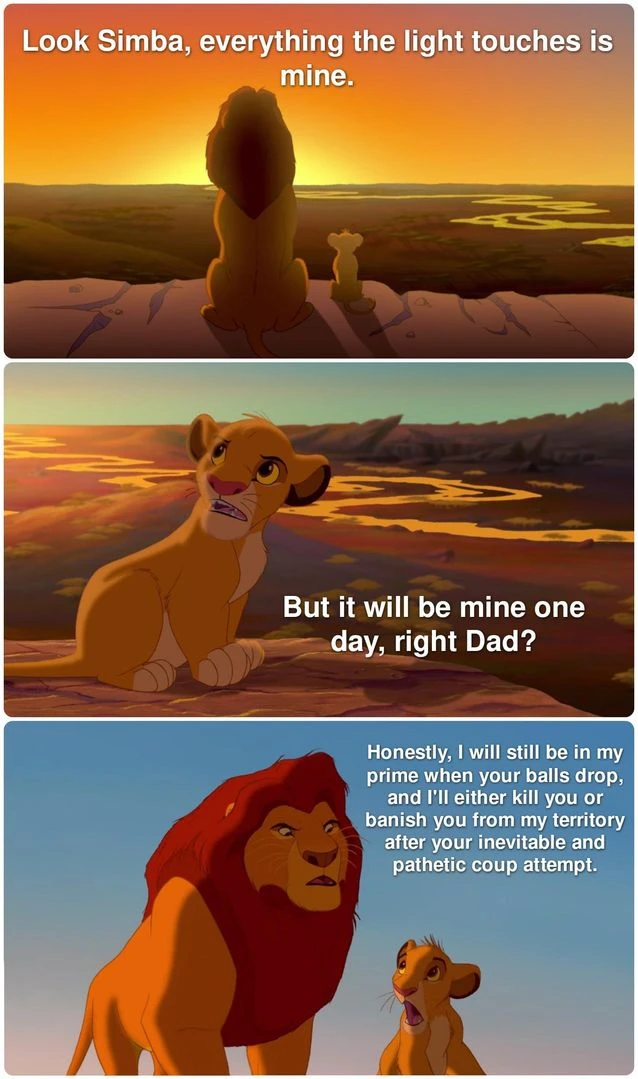 Look Simba, everything the light touches is
mine.
But it will be mine one
day, right Dad?
Honestly, I will still be in my
prime when your balls drop,
and I'll either kill you or
banish you from my territory
after your inevitable and
pathetic coup attempt.